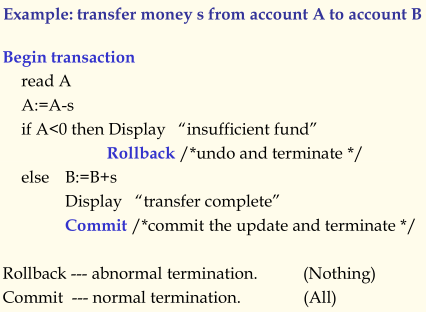 Example: transfer money s from account A to account B
Begin transaction
read A
A:=A-s
if A<0 then Display “insufficient fund”
Rollback /*undo and terminate */
else B:=B+s
Display “transfer complete”
Commit /*commit the update and terminate */
Rollback --- abnormal termination. (Nothing)
Commit --- normal termination. (All)